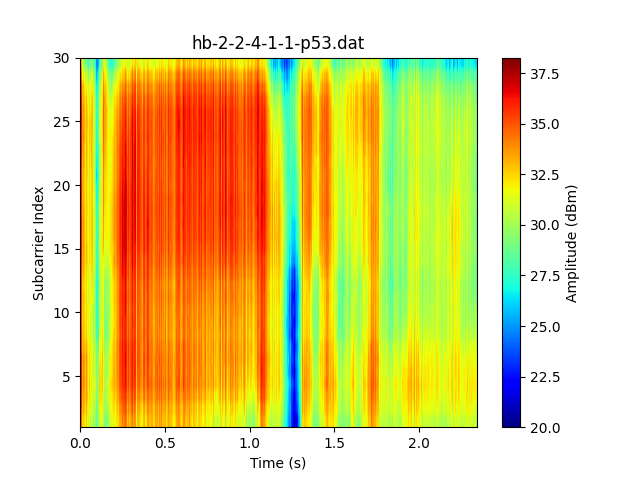 hb-2-2-4-1-1-p53.dat
30
25
20
15
10
5
Subcarrier Index
0.0 0.5 1.0 1.5 2.0
Time (s)
37.5
35.0
32.5
30.0
27.5
25.0
22.5
20.0
Amplitude (dBm)